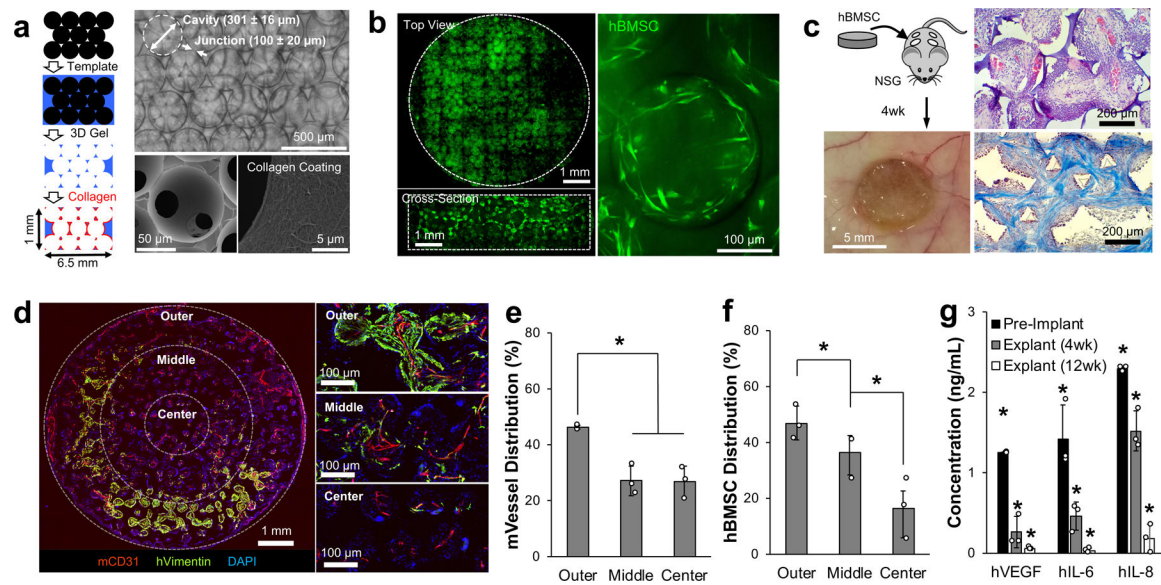 a
Template
3D Gel
Collagen
1 mm
6.5 mm
Cavity (301 ± 16 µm)
Junction (100 ± 20 µm)
500 µm
50 µm
Collagen Coating
5 µm
b
Top View
1 mm
Cross-Section
1 mm
hBMSC
100 µm
c
hBMSC
NSG
4wk
5 mm
200 µm
200 µm
d
Outer
Middle
Center
1 mm
mCD31 hVimentin DAPI
Outer
100 µm
Middle
100 µm
Center
100 µm
e
mVessel Distribution (%)
80
60
40
20
0
*
Outer Middle Center
f
hBMSC Distribution (%)
80
60
40
20
0
*
*
Outer Middle Center
g
Concentration (ng/mL)
3
2
1
0
Pre-Implant
Explant (4wk)
Explant (12wk)
* * *
* * *
* * *
hVEGF hIL-6 hIL-8